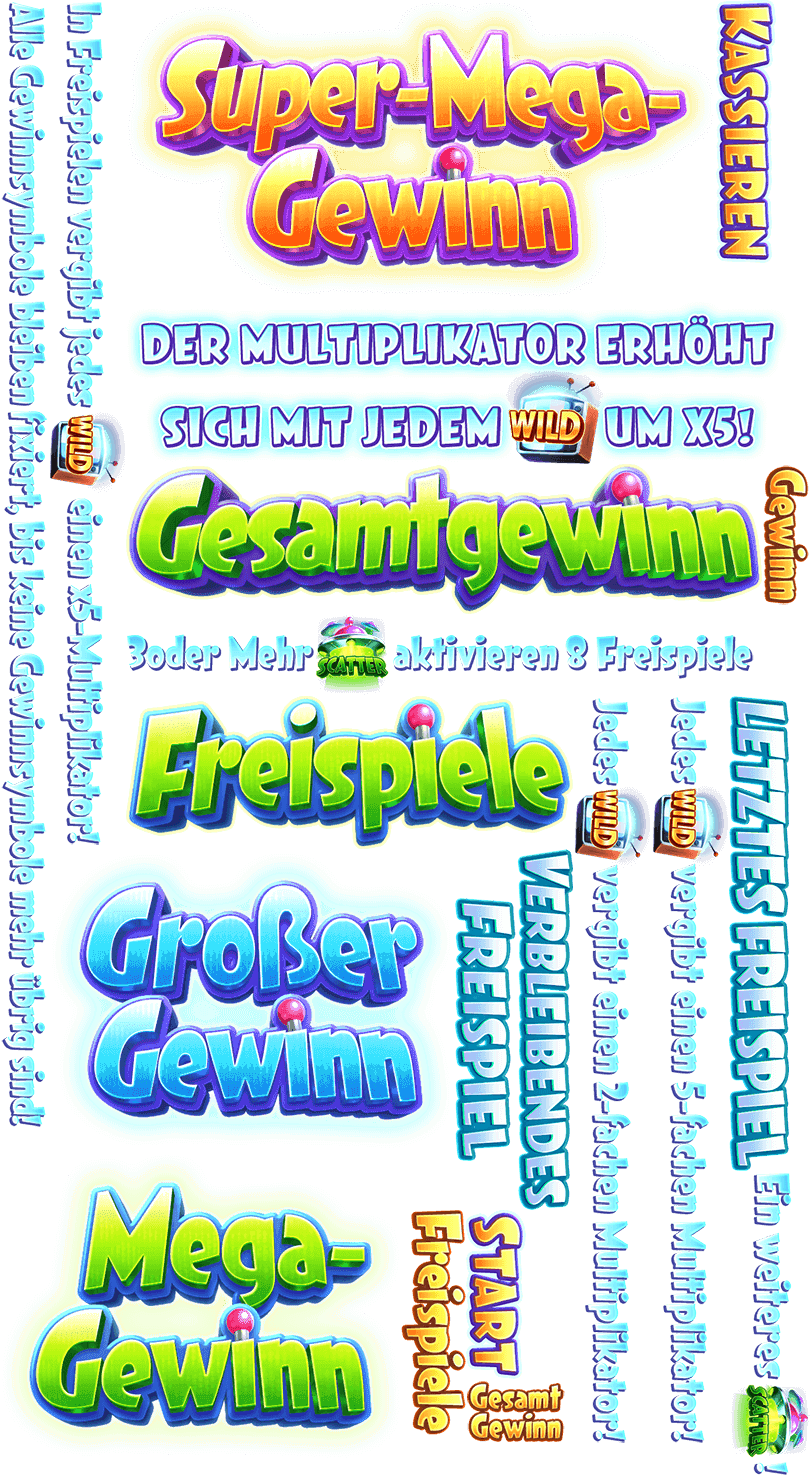 Super-Mega-
Gewinn
KASSIEREN
In Freispielen vergibt jedes WILD einen x5-Multiplikator!
Alle Gewinnsymbole bleiben fixiert, bis keine Gewinnsymbole mehr übrig sind!
DER MULTIPLIKATOR ERHÖHT
SICH MIT JEDEM WILD UM X5!
Gesamtgewinn
Gewinn
3oder Mehr SCATTER aktivieren 8 Freispiele
Freispiele
LETZTES FREISPIEL
Jedes WILD vergibt einen 5-fachen Multiplikator!
Jedes WILD vergibt einen 2-fachen Multiplikator!
Großer
Gewinn
VERBLEIBENDES
FREISPIEL
Mega-
Gewinn
START
Freispiele
Gesamt
Gewinn
Ein weiteres SCATTER !